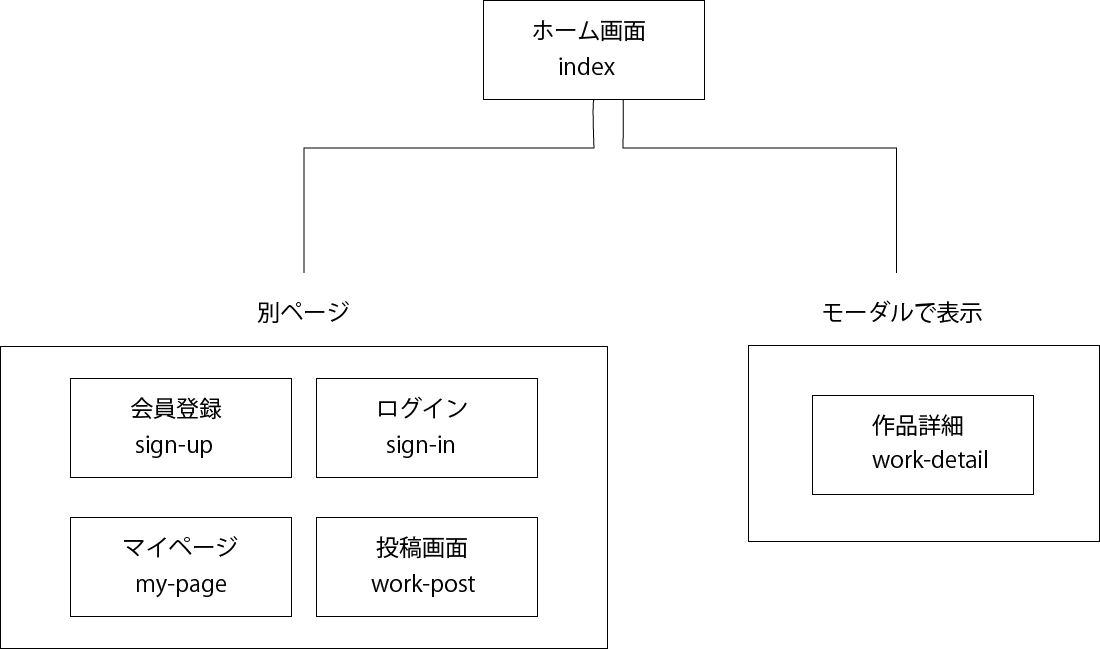 ホーム画面
index
別ページ
モーダルで表示
会員登録
sign-up
ログイン
sign-in
マイページ
my-page
投稿画面
work-post
作品詳細
work-detail